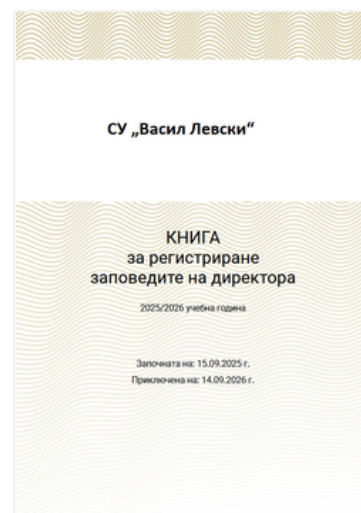 СУ „Васил Левски“
КНИГА
за регистриране
заповедите на директора
2025/2026 учебна година
Започната на: 15.09.2025 г.
Приключена на: 14.09.2026 г.